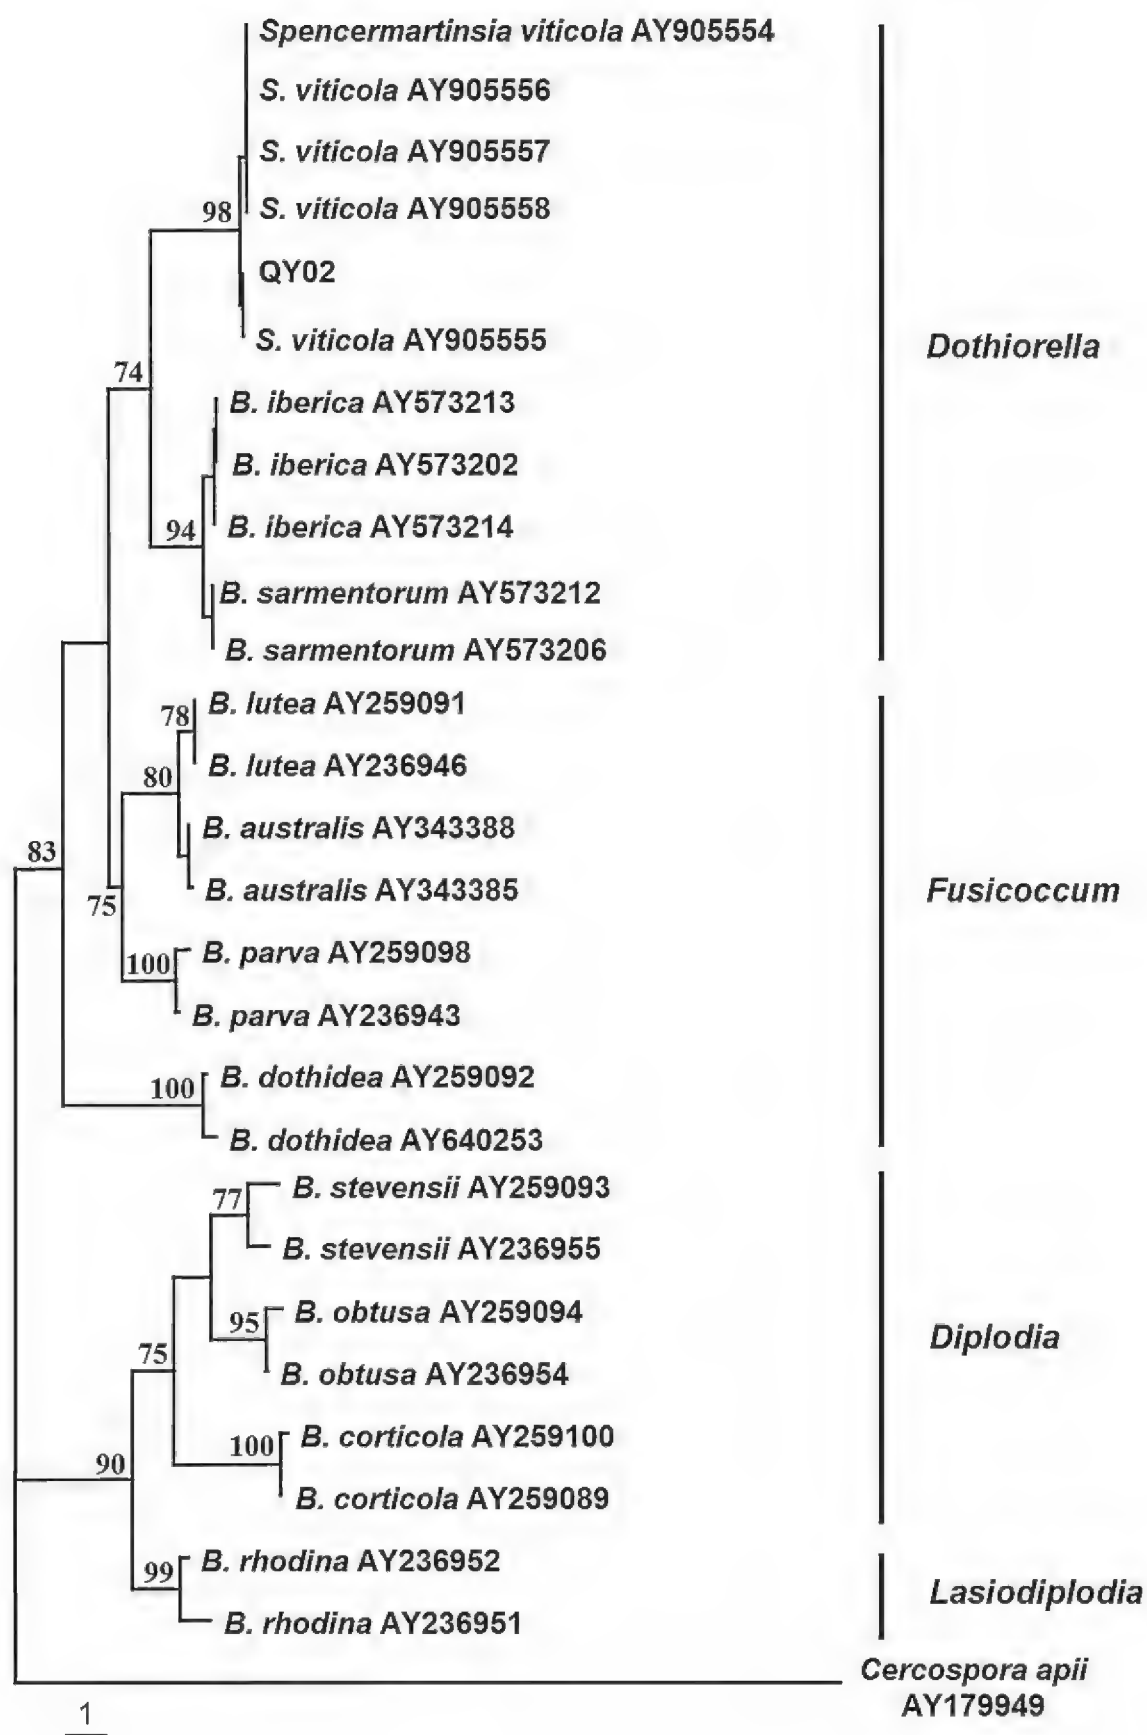 Spencermartinsia viticola AY905554
S. viticola AY905556
S. viticola AY905557
S. viticola AY905558
98
QY02
S. viticola AY905555
Dothiorella
74
B. iberica AY573213
B. iberica AY573202
B. iberica AY573214
94
B. sarmentorum AY573212
B. sarmentorum AY573206
B. lutea AY259091
78
B. lutea AY236946
80
B. australis AY343388
83
B. australis AY343385
Fusicoccum
75
B. parva AY259098
100
B. parva AY236943
B. dothidea AY259092
100
B. dothidea AY640253
B. stevensii AY259093
77
B. stevensii AY236955
B. obtusa AY259094
95
Diplodia
75
B. obtusa AY236954
B. corticola AY259100
100
90
B. corticola AY259089
B. rhodina AY236952
99
Lasiodiplodia
B. rhodina AY236951
Cercospora apii
AY179949
1